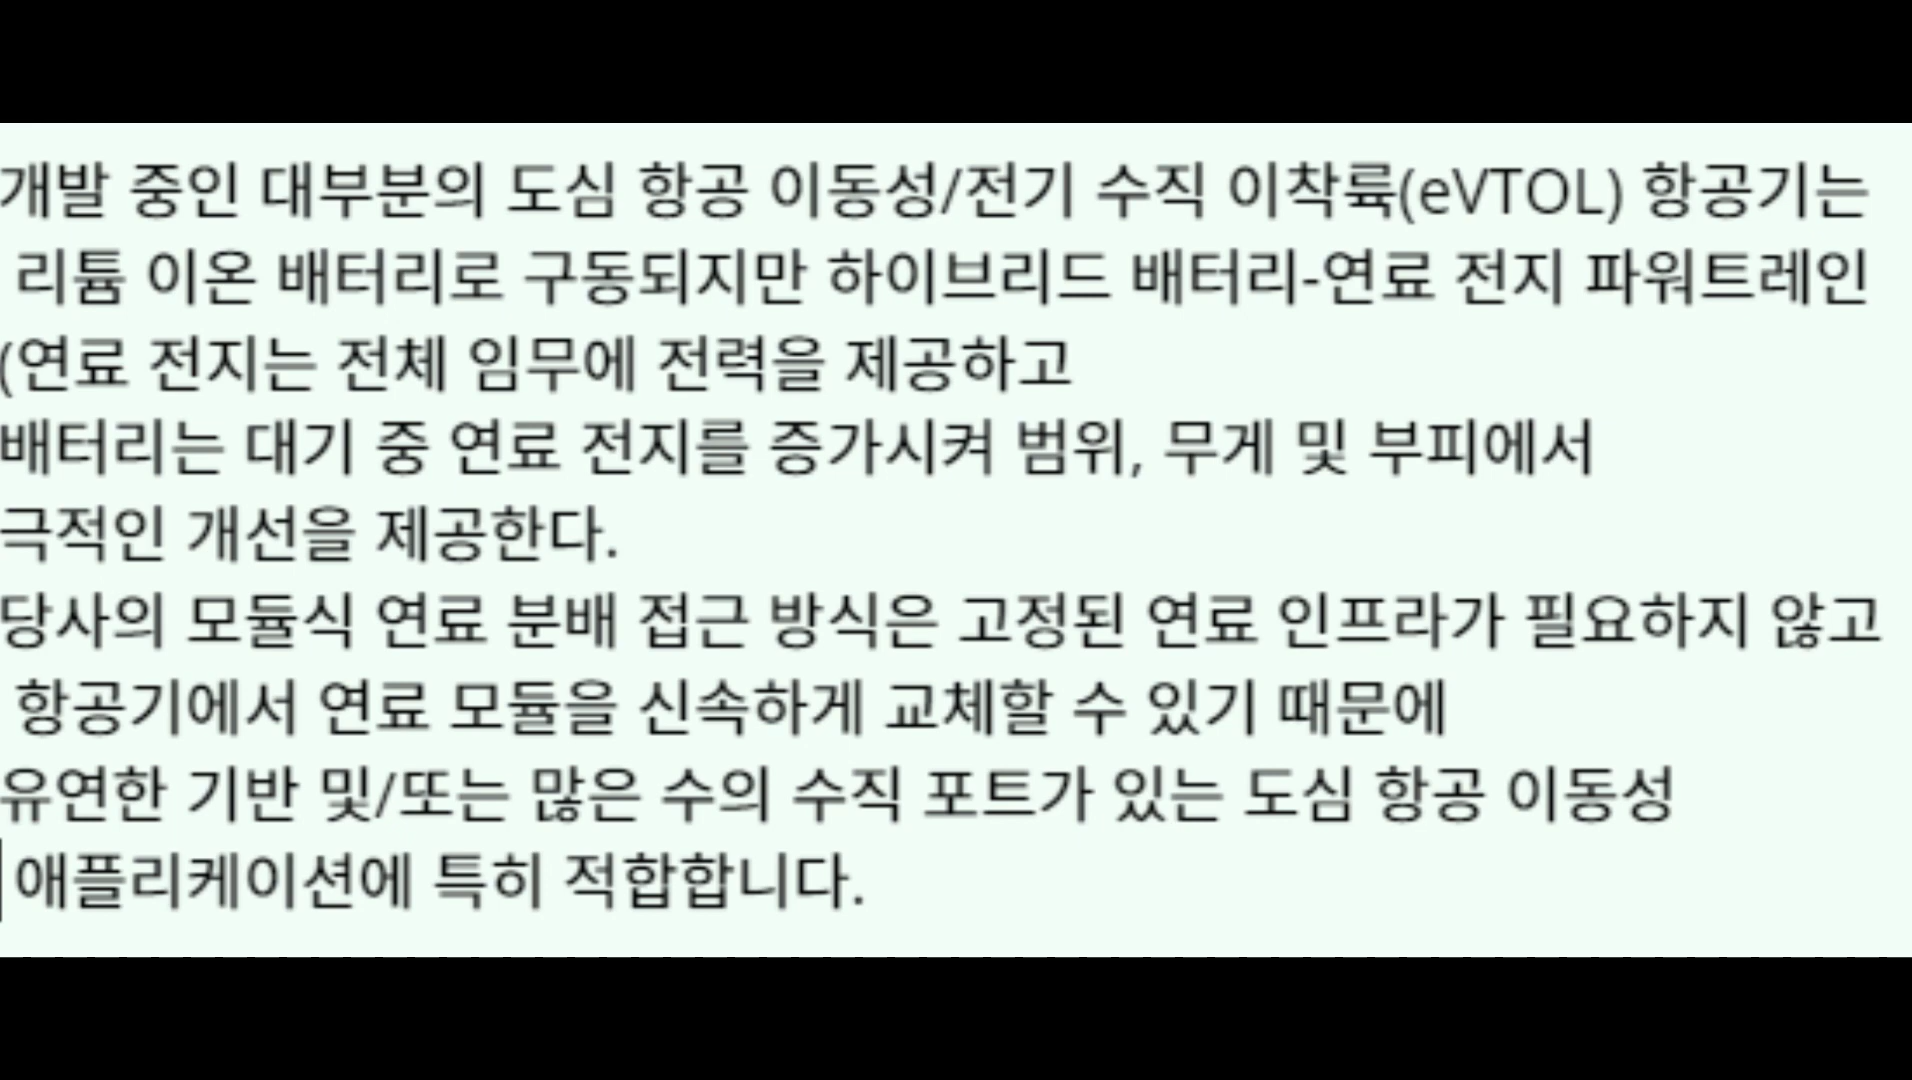 개발 중인 대부분의 도심 항공 이동성/전기 수직 이착륙(eVTOL) 항공기는
리튬 이온 배터리로 구동되지만 하이브리드 배터리-연료 전지 파워트레인
(연료 전지는 전체 임무에 전력을 제공하고
배터리는 대기 중 연료 전지를 증가시켜 범위, 무게 및 부피에서
극적인 개선을 제공한다.
당사의 모듈식 연료 분배 접근 방식은 고정된 연료 인프라가 필요하지 않고
항공기에서 연료 모듈을 신속하게 교체할 수 있기 때문에
유연한 기반 및/또는 많은 수의 수직 포트가 있는 도심 항공 이동성
애플리케이션에 특히 적합합니다.